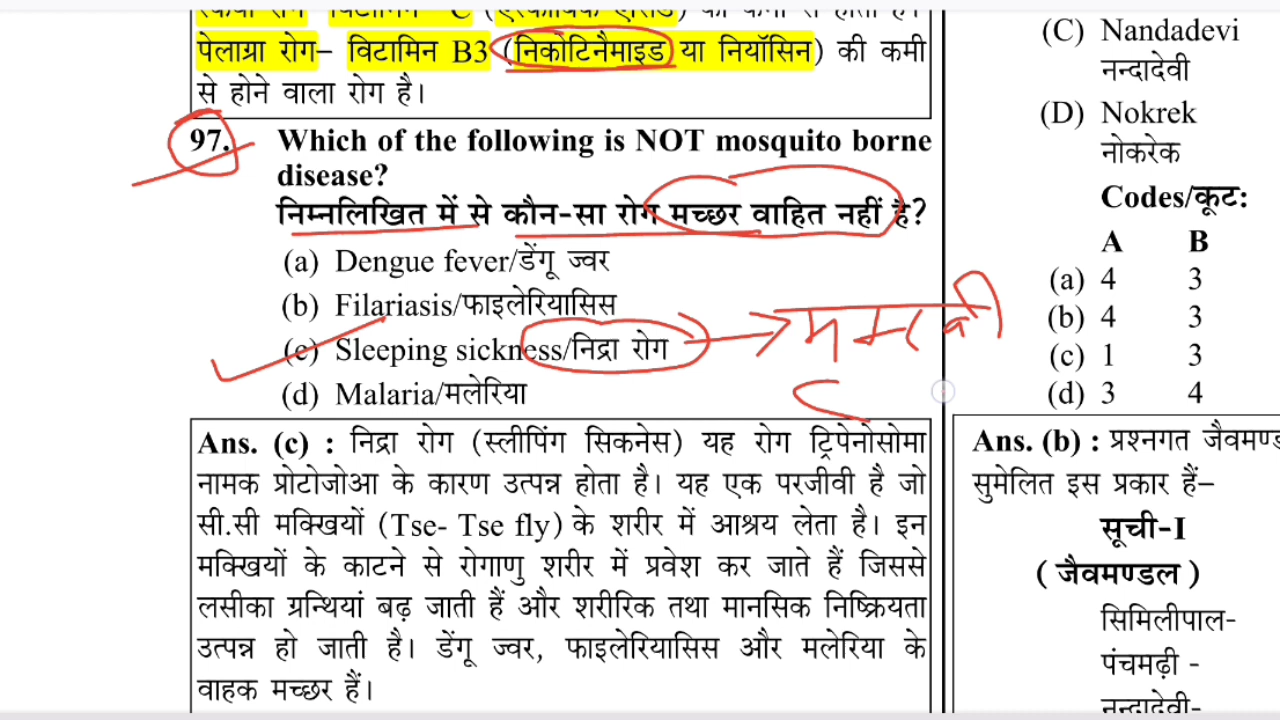 पेलाग्रा रोग– विटामिन B3 (निकोटिनैमाइड या नियॉसिन) की कमी
से होने वाला रोग है।
97. Which of the following is NOT mosquito borne
disease?
निम्नलिखित में से कौन-सा रोग मच्छर वाहित नहीं है?
(a) Dengue fever/डेंगू ज्वर
(b) Filariasis/फाइलेरियासिस
(c) Sleeping sickness/निद्रा रोग
(d) Malaria/मलेरिया
Ans. (c) : निद्रा रोग (स्लीपिंग सिकनेस) यह रोग ट्रिपेनोसोमा
नामक प्रोटोजोआ के कारण उत्पन्न होता है। यह एक परजीवी है जो
सी.सी मक्खियों (Tse- Tse fly) के शरीर में आश्रय लेता है। इन
मक्खियों के काटने से रोगाणु शरीर में प्रवेश कर जाते हैं जिससे
लसीका ग्रन्थियां बढ़ जाती हैं और शरीरिक तथा मानसिक निष्क्रियता
उत्पन्न हो जाती है। डेंगू ज्वर, फाइलेरियासिस और मलेरिया के
वाहक मच्छर हैं।
(C) Nandadevi
नन्दादेवी
(D) Nokrek
नोकरेक
Codes/कूट:
A B
(a) 4 3
(b) 4 3
(c) 1 3
(d) 3 4
Ans. (b) : प्रश्नगत
सुमेलित इस प्रकार हैं–
सूची-I
(जैवमण्डल)
सिमिलीपाल-
पंचमढ़ी -
नन्दादेवी-